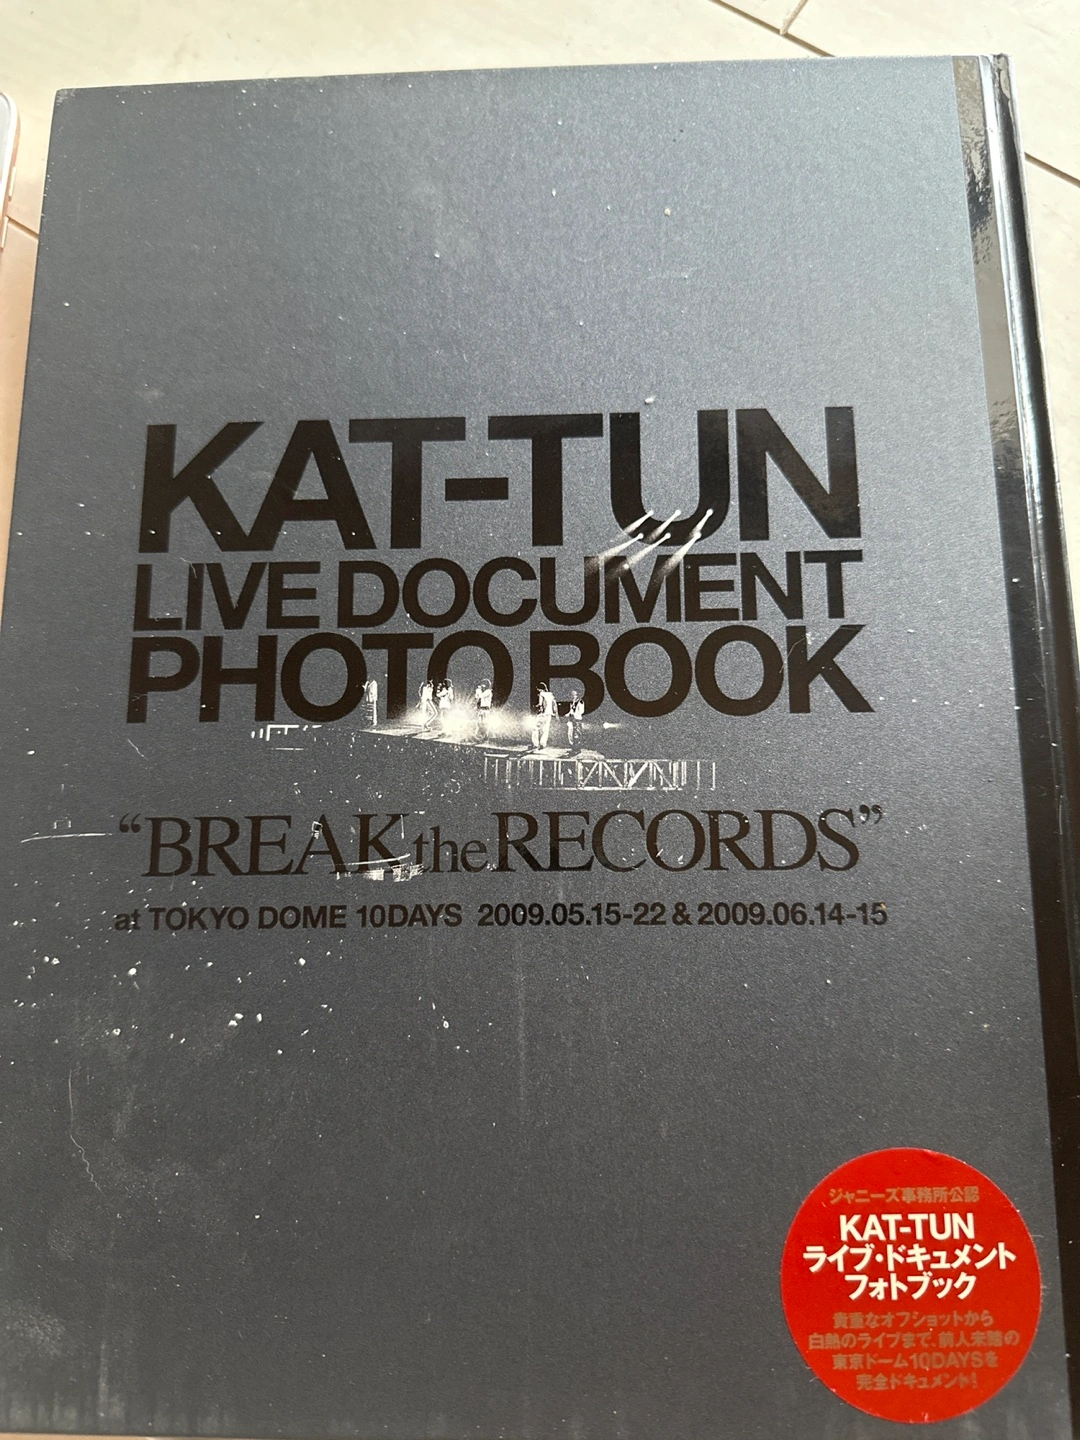 KAT-TUN
LIVE DOCUMENT
PHOTO BOOK
“BREAK the RECORDS”
at TOKYO DOME 10DAYS 2009.05.15-22 & 2009.06.14-15
ジャニーズ事務所公認
KAT-TUN
ライブ・ドキュメント
フォトブック
貴重なオフショットから
白熱のライブまで、前人未踏の
東京ドーム10DAYSを
完全ドキュメント!